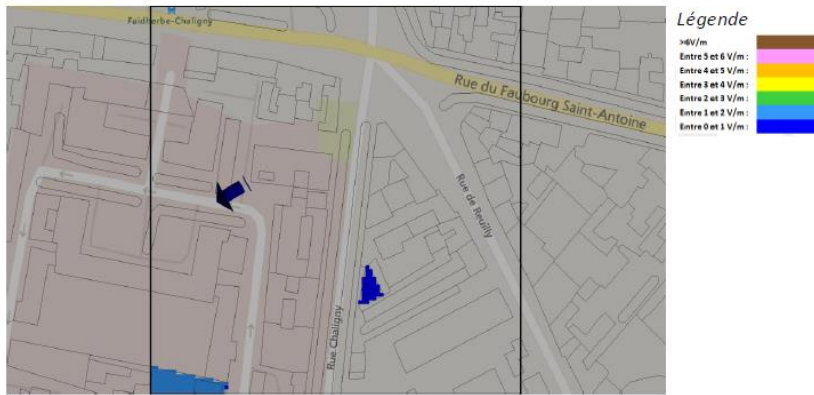 Faidherbe-Chaligny
Rue du Faubourg Saint-Antoine
Rue de Reuilly
Rue Chaligny
Légende
>6V/m
Entre 5 et 6 V/m :
Entre 4 et 5 V/m :
Entre 3 et 4 V/m :
Entre 2 et 3 V/m :
Entre 1 et 2 V/m :
Entre 0 et 1 V/m :